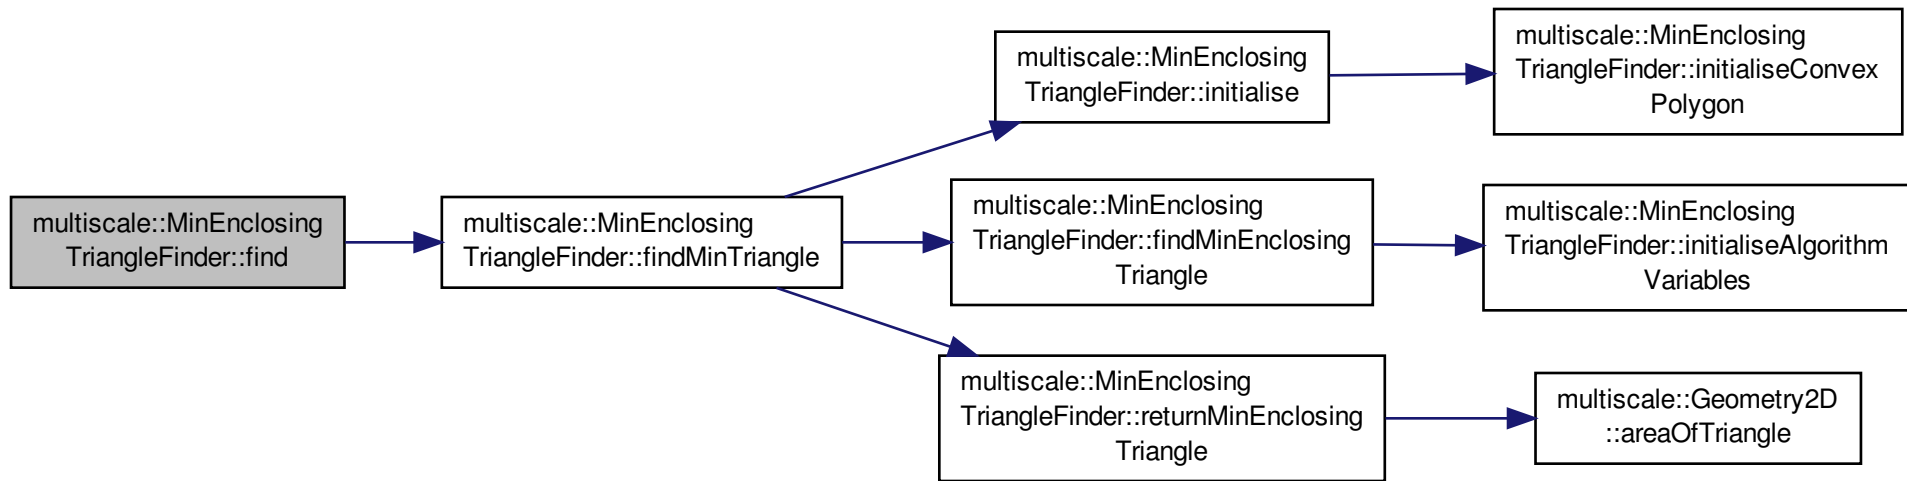 multiscale::MinEnclosing
TriangleFinder::find
multiscale::MinEnclosing
TriangleFinder::findMinTriangle
multiscale::MinEnclosing
TriangleFinder::initialise
multiscale::MinEnclosing
TriangleFinder::initialiseConvex
Polygon
multiscale::MinEnclosing
TriangleFinder::findMinEnclosing
Triangle
multiscale::MinEnclosing
TriangleFinder::initialiseAlgorithm
Variables
multiscale::MinEnclosing
TriangleFinder::returnMinEnclosing
Triangle
multiscale::Geometry2D
::areaOfTriangle